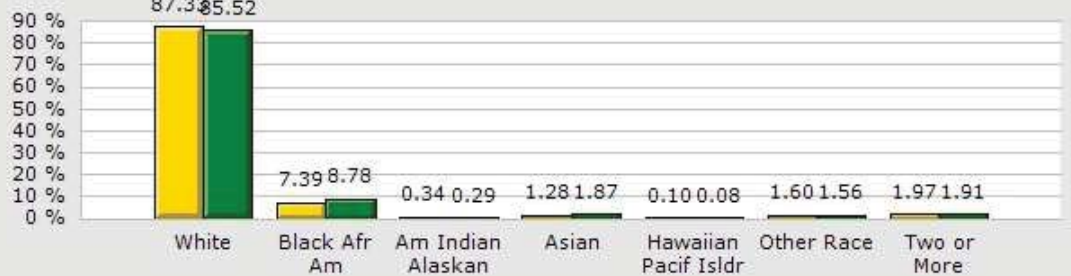 87.33 85.52
90 %
80 %
70 %
60 %
50 %
40 %
30 %
20 %
10 %
0 %
7.39 8.78
0.34 0.29
1.28 1.87
0.10 0.08
1.60 1.56
1.97 1.91
White
Black Afr
Am
Am Indian
Alaskan
Asian
Hawaiian
Pacif Isldr
Other Race
Two or
More